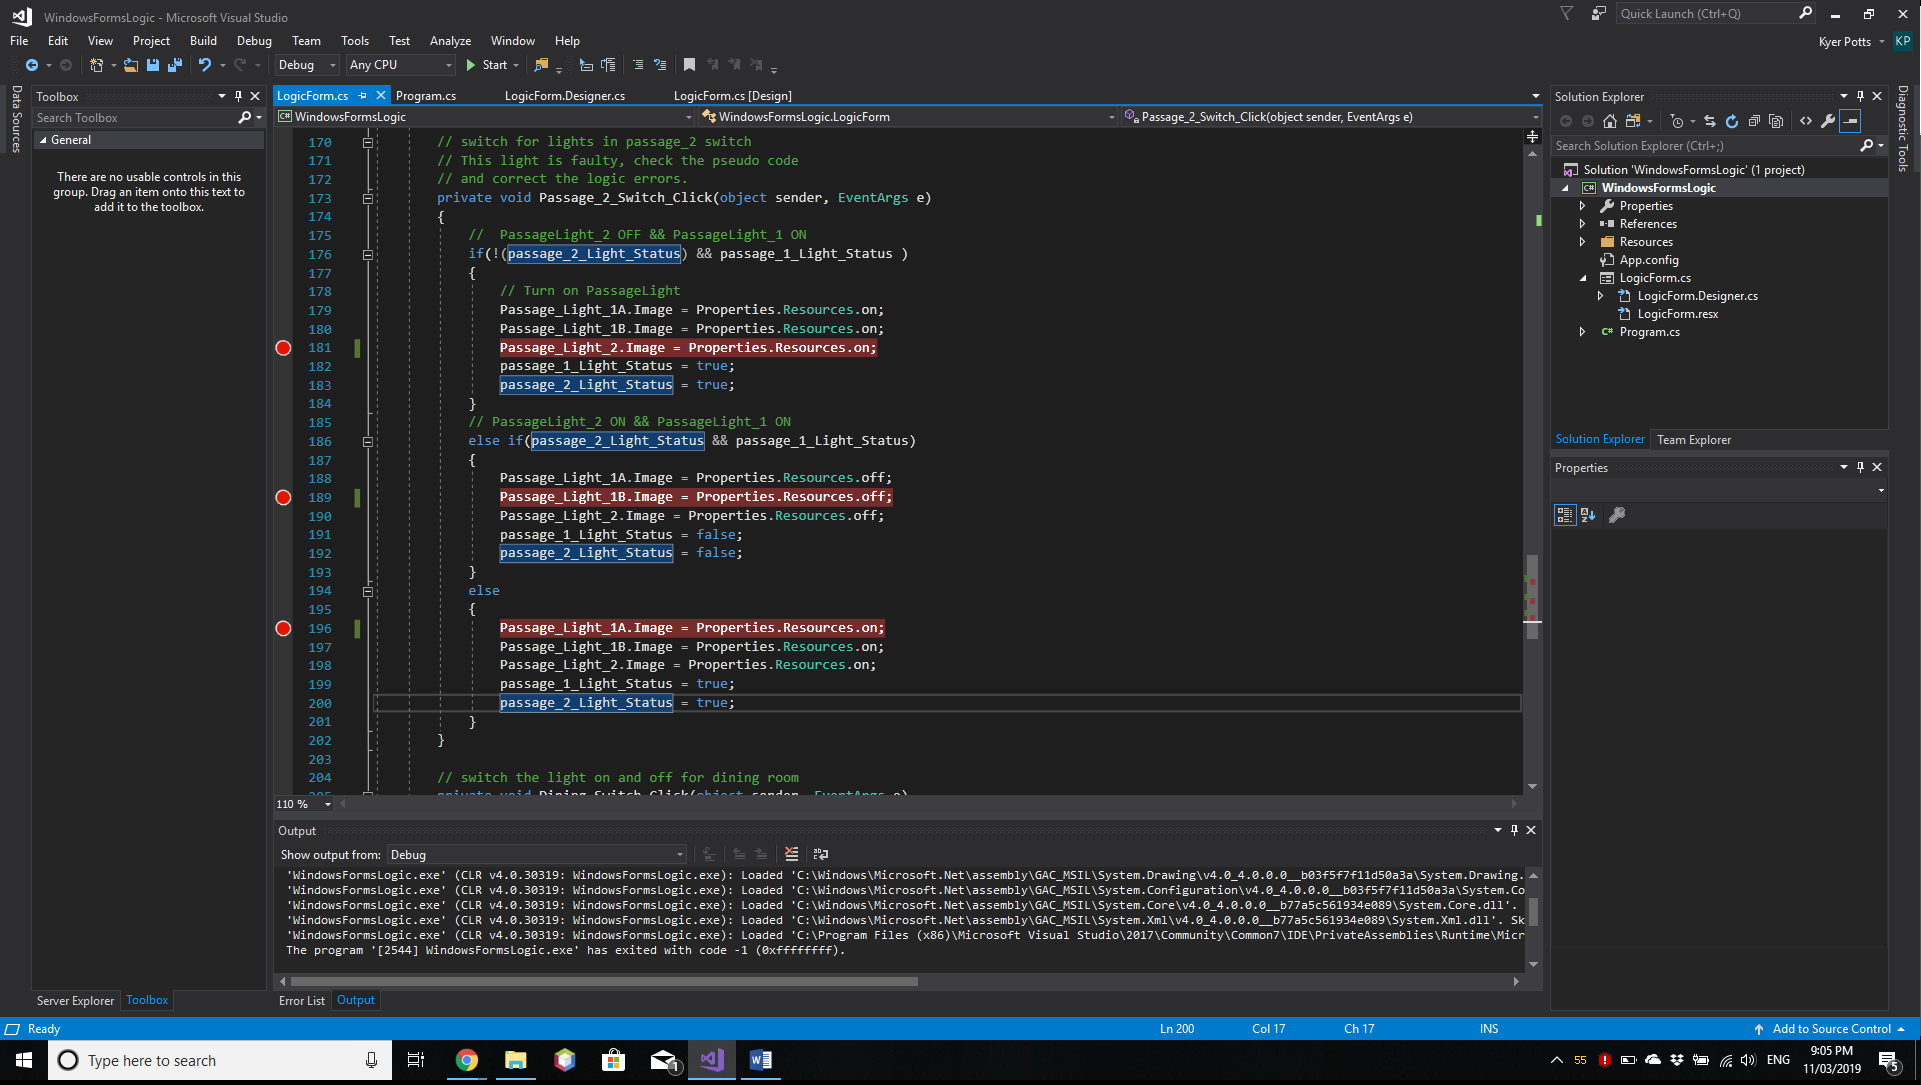 WindowsFormsLogic - Microsoft Visual Studio
Quick Launch (Ctrl+Q)
File Edit View Project Build Debug Team Tools Test Analyze Window Help
Kyer Potts KP
Debug Any CPU Start
Data Sources
Toolbox
Search Toolbox
General
There are no usable controls in this
group. Drag an item onto this text to
add it to the toolbox.
Server Explorer Toolbox
LogicForm.cs Program.cs LogicForm.Designer.cs LogicForm.cs [Design]
WindowsFormsLogic WindowsFormsLogic.LogicForm Passage_2_Switch_Click(object sender, EventArgs e)
170 // switch for lights in passage_2 switch
171 // This light is faulty, check the pseudo code
172 // and correct the logic errors.
173 private void Passage_2_Switch_Click(object sender, EventArgs e)
174 {
175 //  PassageLight_2 OFF && PassageLight_1 ON
176 if(!(passage_2_Light_Status) && passage_1_Light_Status )
177 {
178 // Turn on PassageLight
179 Passage_Light_1A.Image = Properties.Resources.on;
180 Passage_Light_1B.Image = Properties.Resources.on;
181 Passage_Light_2.Image = Properties.Resources.on;
182 passage_1_Light_Status = true;
183 passage_2_Light_Status = true;
184 }
185 // PassageLight_2 ON && PassageLight_1 ON
186 else if(passage_2_Light_Status && passage_1_Light_Status)
187 {
188 Passage_Light_1A.Image = Properties.Resources.off;
189 Passage_Light_1B.Image = Properties.Resources.off;
190 Passage_Light_2.Image = Properties.Resources.off;
191 passage_1_Light_Status = false;
192 passage_2_Light_Status = false;
193 }
194 else
195 {
196 Passage_Light_1A.Image = Properties.Resources.on;
197 Passage_Light_1B.Image = Properties.Resources.on;
198 Passage_Light_2.Image = Properties.Resources.on;
199 passage_1_Light_Status = true;
200 passage_2_Light_Status = true;
201 }
202 }
203
204 // switch the light on and off for dining room
205 private void Dining_Switch_Click(object sender, EventArgs e)
110 %
Output
Show output from: Debug
'WindowsFormsLogic.exe' (CLR v4.0.30319: WindowsFormsLogic.exe): Loaded 'C:\Windows\Microsoft.Net\assembly\GAC_MSIL\System.Drawing\v4.0_4.0.0.0__b03f5f7f11d50a3a\System.Drawing.
'WindowsFormsLogic.exe' (CLR v4.0.30319: WindowsFormsLogic.exe): Loaded 'C:\Windows\Microsoft.Net\assembly\GAC_MSIL\System.Configuration\v4.0_4.0.0.0__b03f5f7f11d50a3a\System.Co
'WindowsFormsLogic.exe' (CLR v4.0.30319: WindowsFormsLogic.exe): Loaded 'C:\Windows\Microsoft.Net\assembly\GAC_MSIL\System.Core\v4.0_4.0.0.0__b77a5c561934e089\System.Core.dll'.
'WindowsFormsLogic.exe' (CLR v4.0.30319: WindowsFormsLogic.exe): Loaded 'C:\Windows\Microsoft.Net\assembly\GAC_MSIL\System.Xml\v4.0_4.0.0.0__b77a5c561934e089\System.Xml.dll'. Sk
'WindowsFormsLogic.exe' (CLR v4.0.30319: WindowsFormsLogic.exe): Loaded 'C:\Program Files (x86)\Microsoft Visual Studio\2017\Community\Common7\IDE\PrivateAssemblies\Runtime\Micr
The program '[2544] WindowsFormsLogic.exe' has exited with code -1 (0xffffffff).
Error List Output
Solution Explorer
Search Solution Explorer (Ctrl+;)
Solution 'WindowsFormsLogic' (1 project)
C# WindowsFormsLogic
Properties
References
Resources
App.config
LogicForm.cs
LogicForm.Designer.cs
LogicForm.resx
C# Program.cs
Solution Explorer Team Explorer
Properties
Diagnostic Tools
Ready Ln 200 Col 17 Ch 17 INS Add to Source Control
Type here to search
1
55 ENG
9:05 PM
11/03/2019
5